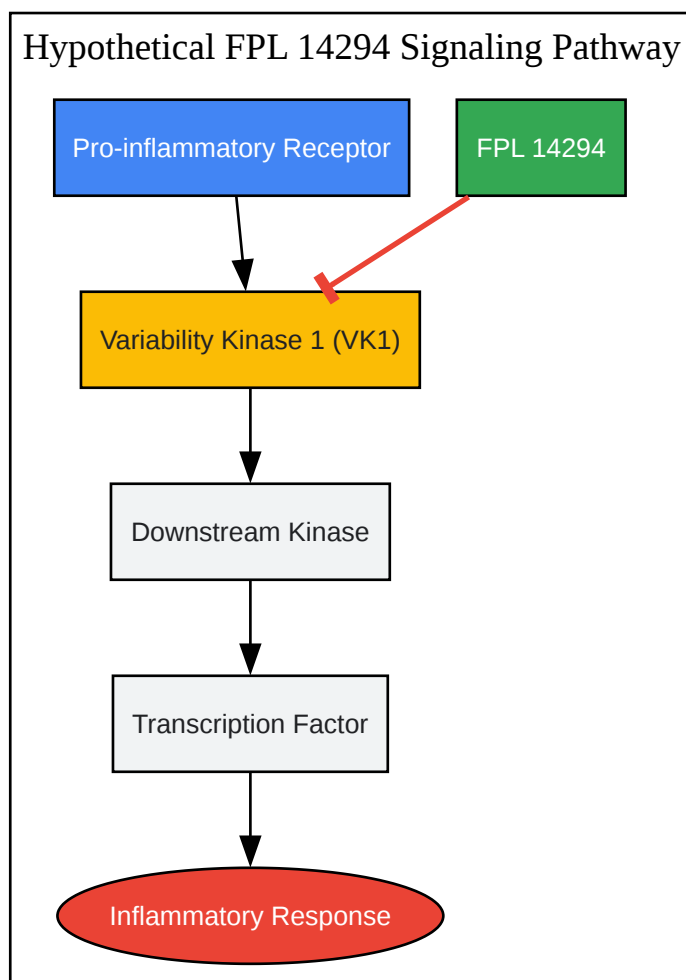 Hypothetical FPL 14294 Signaling Pathway
Pro-inflammatory Receptor
FPL 14294
Variability Kinase 1 (VK1)
Downstream Kinase
Transcription Factor
Inflammatory Response